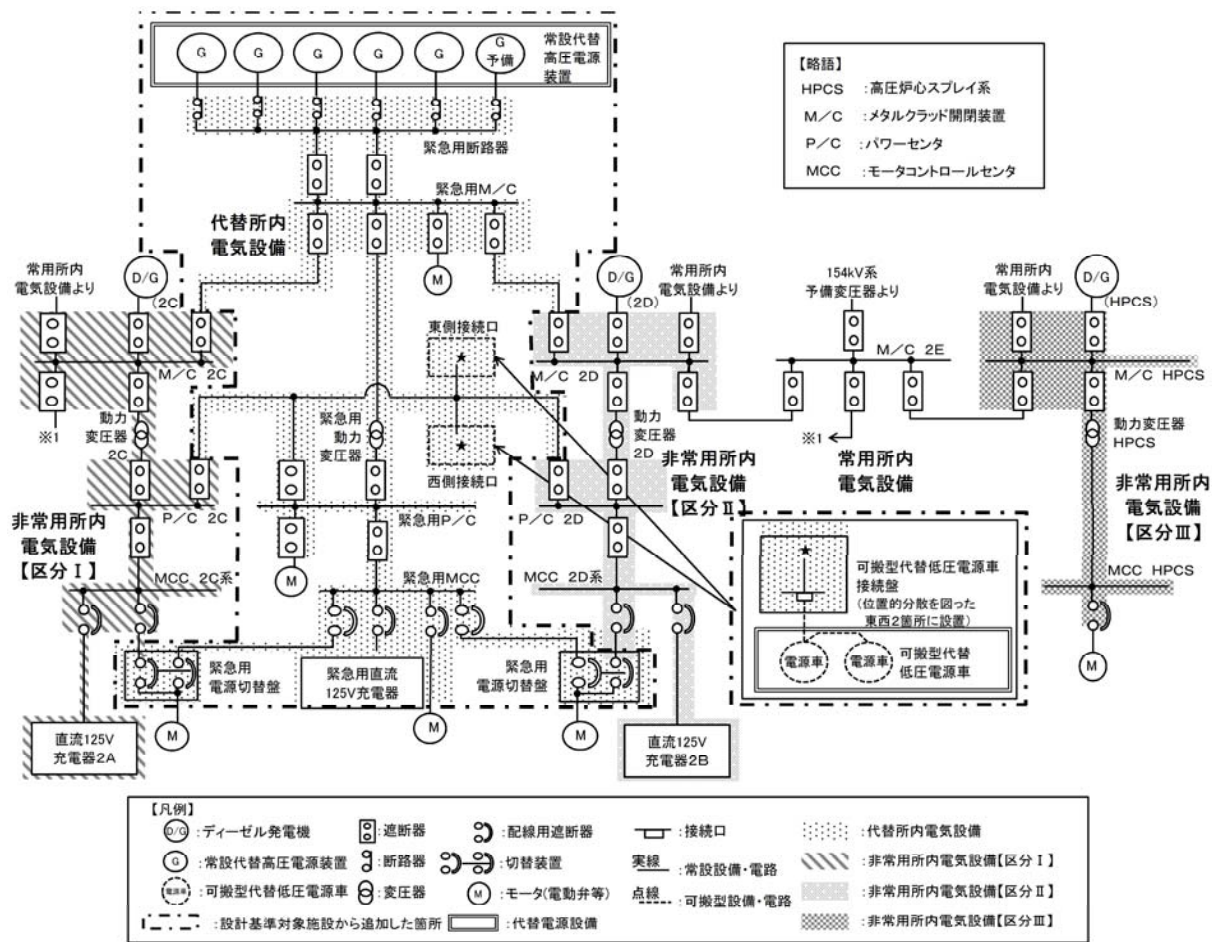 G
G
G
G
G
G
予備
常設代替
高圧電源
装置
緊急用断路器
緊急用M/C
代替所内
電気設備
【略語】
HPCS :高圧炉心スプレイ系
M/C :メタルクラッド開閉装置
P/C :パワーセンタ
MCC :モータコントロールセンタ
常用所内
電気設備より
D/G
(2C)
M
D/G
(2D)
常用所内
電気設備より
154kV系
予備変圧器より
常用所内
電気設備より
D/G
(HPCS)
東側接続口
★
M/C 2C
M/C 2D
M/C 2E
M/C HPCS
※1
動力
変圧器
2C
緊急用
動力
変圧器
★
西側接続口
動力
変圧器
2D
※1
動力変圧器
HPCS
非常用所内
電気設備
【区分Ⅱ】
常用所内
電気設備
非常用所内
電気設備
【区分Ⅲ】
P/C 2C
緊急用P/C
P/C 2D
非常用所内
電気設備
【区分Ⅰ】
M
MCC 2C系
緊急用MCC
MCC 2D系
MCC HPCS
★
可搬型代替低圧電源車
接続盤
(位置的分散を図った
東西2箇所に設置)
電源車
電源車
可搬型代替
低圧電源車
緊急用
電源切替盤
緊急用直流
125V充電器
緊急用
電源切替盤
M
M
M
M
直流125V
充電器2A
直流125V
充電器2B
【凡例】
D/G :ディーゼル発電機
:遮断器
:配線用遮断器
:接続口
:代替所内電気設備
G :常設代替高圧電源装置
:断路器
:切替装置
実線 :常設設備・電路
:非常用所内電気設備【区分Ⅰ】
電源車 :可搬型代替低圧電源車
:変圧器
M :モータ(電動弁等)
点線 :可搬型設備・電路
:非常用所内電気設備【区分Ⅱ】
:設計基準対象施設から追加した箇所
:代替電源設備
:非常用所内電気設備【区分Ⅲ】